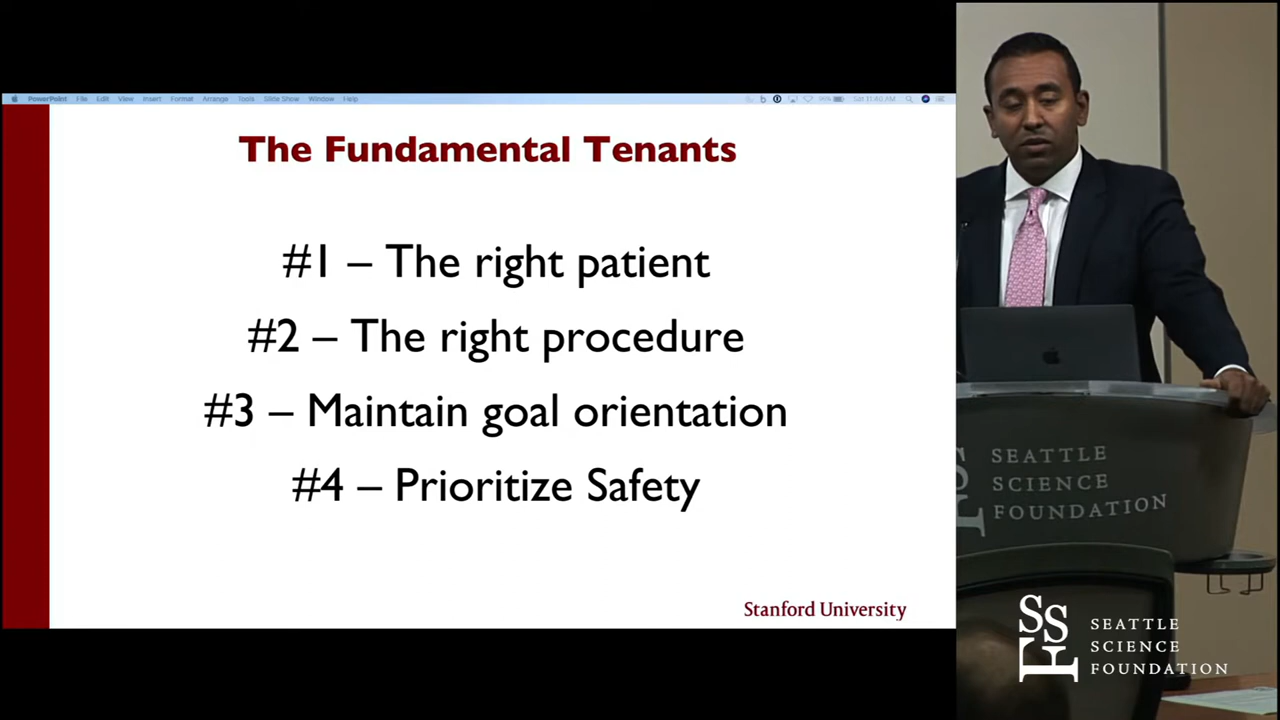 PowerPoint File Edit View Insert Format Arrange Tools Slide Show Window Help
The Fundamental Tenants
#1 – The right patient
#2 – The right procedure
#3 – Maintain goal orientation
#4 – Prioritize Safety
Stanford University
SEATTLE
SCIENCE
FOUNDATION
SSF
SEATTLE
SCIENCE
FOUNDATION